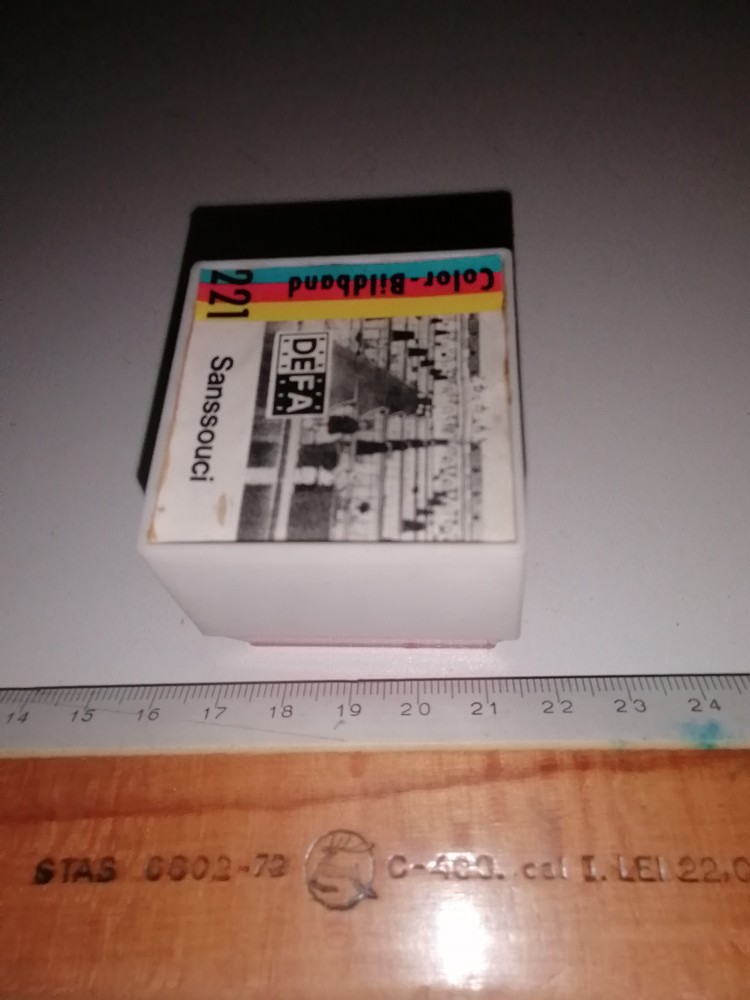 Color-Bildband
221
DEFA
Sanssouci
14 15 16 17 18 19 20 21 22 23 24
STAS 6602-73 C-400. cal I. LEI 22,0